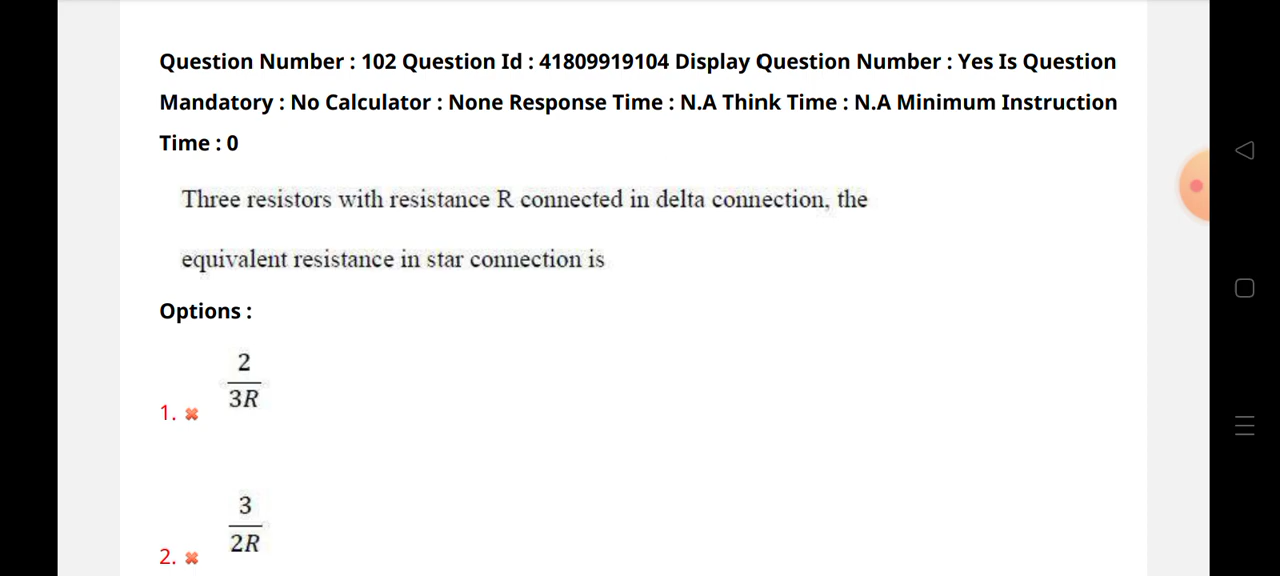 Question Number : 102 Question Id : 41809919104 Display Question Number : Yes Is Question
Mandatory : No Calculator : None Response Time : N.A Think Time : N.A Minimum Instruction
Time : 0
Three resistors with resistance R connected in delta connection, the
equivalent resistance in star connection is
Options :
2
3R
1. ✖
3
2R
2. ✖